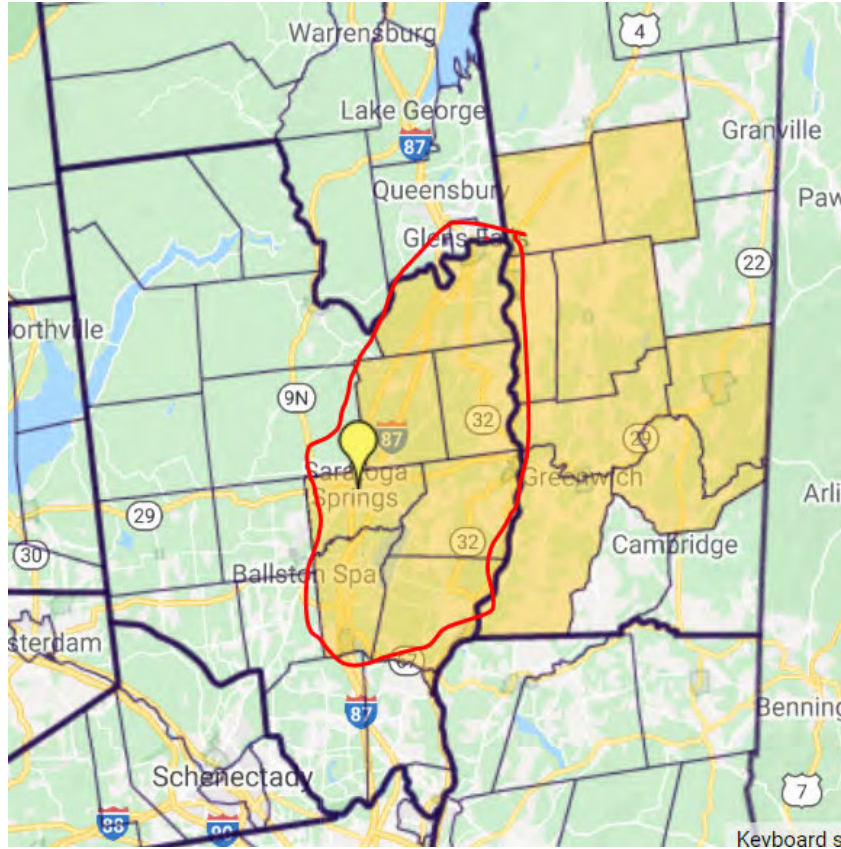 Warrensburg
4
Lake George
87
Granville
Queensbury
Paw
Glens Falls
22
orthville
9N
32
87
29
Saratoga
Springs
Greenwich
29
Arli
32
30
Cambridge
Ballston Spa
sterdam
67
87
Benning
Schenectady
7
88
90
Keyboard s